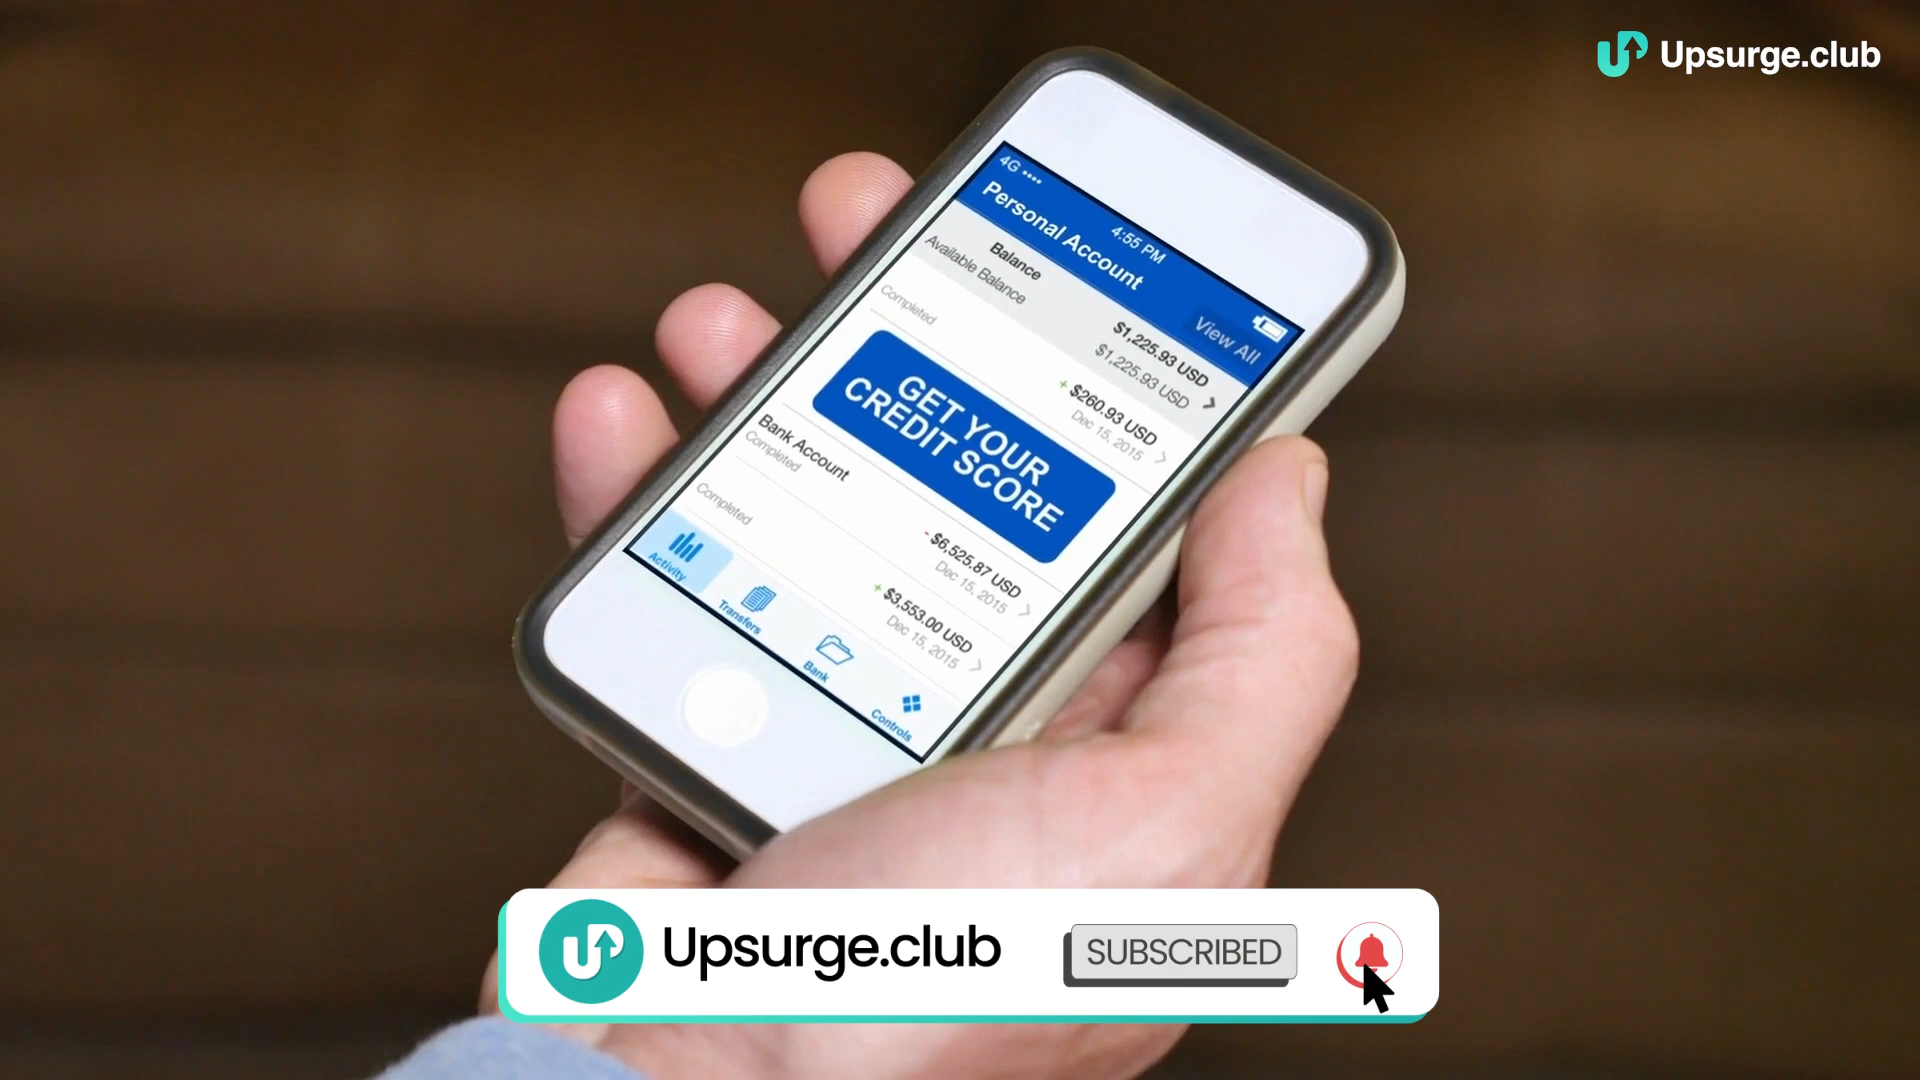 Upsurge.club
4G
4:55 PM
Personal Account
View All
Balance
$1,225.93 USD
Available Balance
$1,225.93 USD
+ $260.93 USD
Completed
Dec 15, 2015
GET YOUR
CREDIT SCORE
Bank Account
- $6,525.87 USD
Completed
Dec 15, 2015
+ $3,553.00 USD
Completed
Dec 15, 2015
Activity
Transfers
Bank
Controls
Upsurge.club
SUBSCRIBED